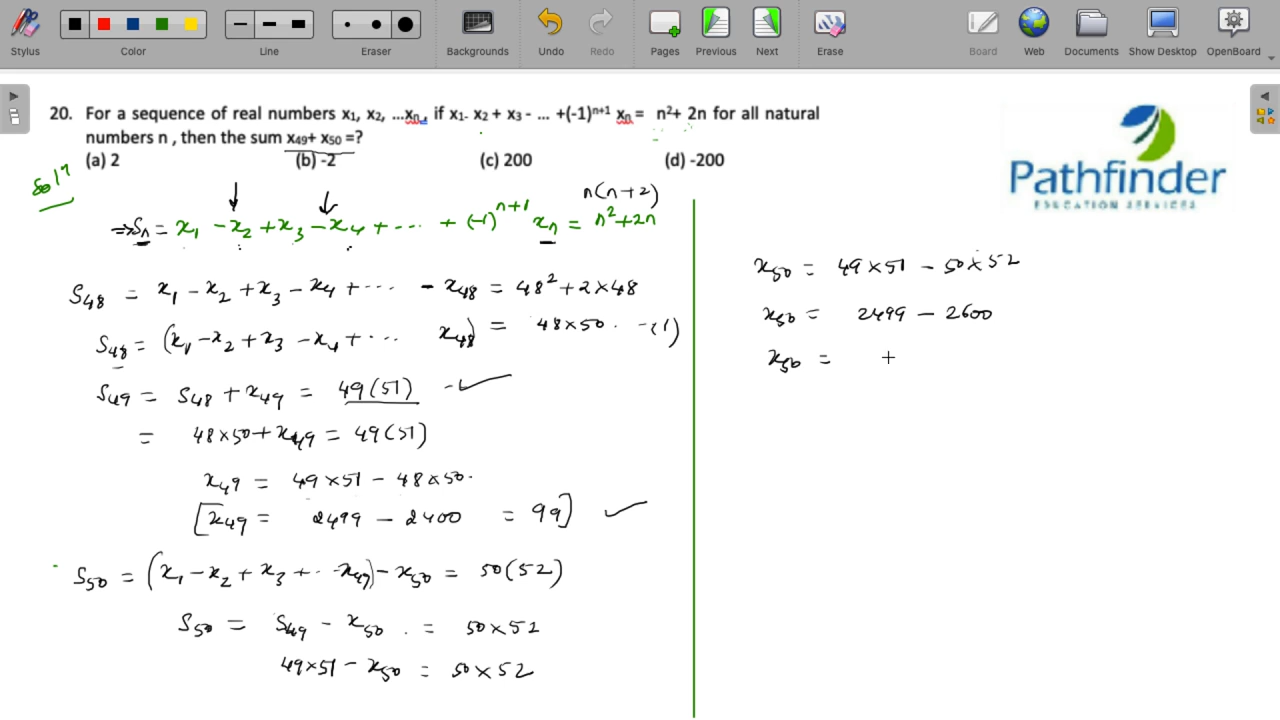 Stylus Color Line Eraser Backgrounds Undo Redo Pages Previous Next Erase Board Web Documents Show Desktop OpenBoard
20. For a sequence of real numbers x₁, x₂, ...xₙ, if x₁- x₂ + x₃ - ... +(-1)ⁿ⁺¹ xₙ = n²+ 2n for all natural
numbers n , then the sum x₄₉+ x₅₀ =?
(a) 2 (b) -2 (c) 200 (d) -200
Pathfinder
EDUCATION SERVICES
Solⁿ
n(n+2)
⇒ Sₙ = x₁ - x₂ + x₃ - x₄ + ... + (-1)ⁿ⁺¹ xₙ = n²+2n
S₄₈ = x₁ - x₂ + x₃ - x₄ + ... - x₄₈ = 48² + 2×48
S₄₈ = (x₁ - x₂ + x₃ - x₄ + ... x₄₈) = 48×50. -(1)
S₄₉ = S₄₈ + x₄₉ = 49(51) -✓
= 48×50 + x₄₉ = 49(51)
x₄₉ = 49×51 - 48×50.
[x₄₉ = 2499 - 2400 = 99] ✓
S₅₀ = (x₁ - x₂ + x₃ + .. x₄₉) - x₅₀ = 50(52)
S₅₀ = S₄₉ - x₅₀ . = 50×52
49×51 - x₅₀ = 50×52
x₅₀ = 49×51 - 50×52
x₅₀ = 2499 - 2600
x₅₀ =